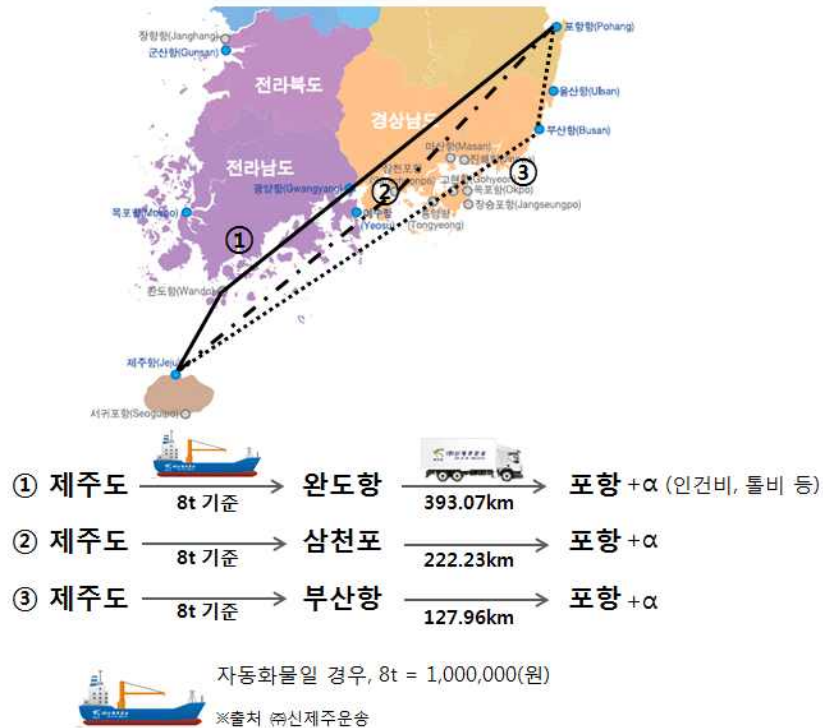 장항항(Janghang)
군산항(Gunsan)
포항항(Pohang)
전라북도
울산항(Ulsan)
경상남도
부산항(Busan)
마산항(Masan)
전라남도
삼천포항
③
②
고현항(Gohyeon)
광양항(Gwangyang)
옥포항(Okpo)
목포항(Mokpo)
여수항
(Yeosu)
장승포항(Jangseungpo)
통영항
(Tongyeong)
①
완도항(Wando)
제주항(Jeju)
서귀포항(Seoguipo)
① 제주도 8t 기준 완도항 393.07km 포항 +α (인건비, 톨비 등)
② 제주도 8t 기준 삼천포 222.23km 포항 +α
③ 제주도 8t 기준 부산항 127.96km 포항 +α
자동화물일 경우, 8t = 1,000,000(원)
※출처 ㈜신제주운송